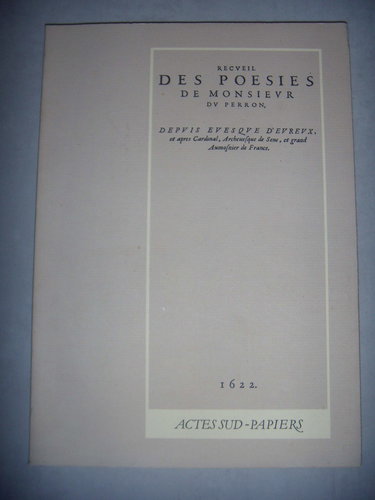 RECVEIL
DES POESIES
DE MONSIEVR
DV PERRON,
DEPVIS EVESQVE D'EVREVX,
et apres Cardinal, Archeuesque de Sens, et grand
Aumosnier de France.
1622.
ACTES SUD-PAPIERS